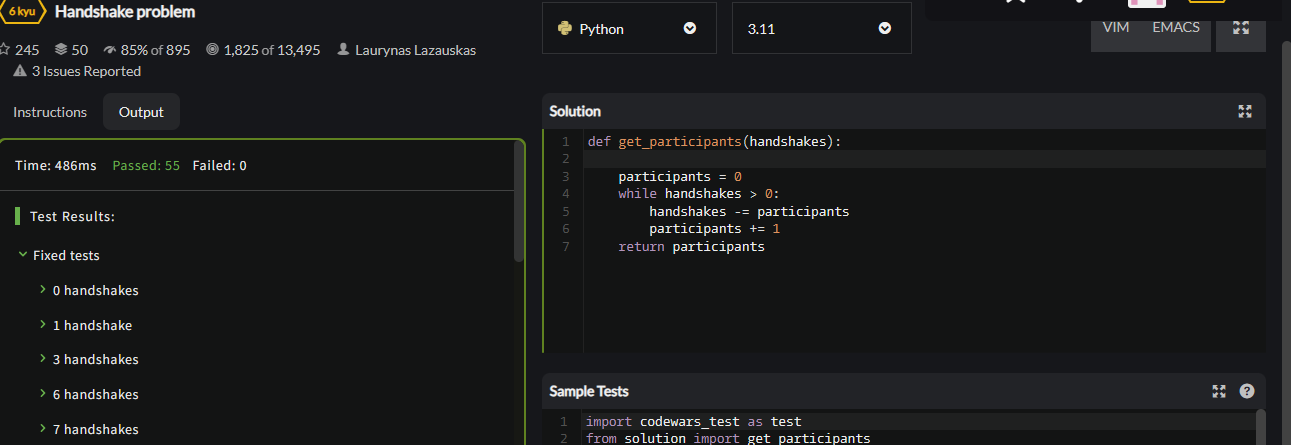 6 kyu Handshake problem
245 50 85% of 895 1,825 of 13,495 Laurynas Lazauskas
3 Issues Reported
Instructions Output
Time: 486ms Passed: 55 Failed: 0
Test Results:
Fixed tests
0 handshakes
1 handshake
3 handshakes
6 handshakes
7 handshakes
Python 3.11 VIM EMACS
Solution
1 def get_participants(handshakes):
2
3 participants = 0
4 while handshakes > 0:
5 handshakes -= participants
6 participants += 1
7 return participants
Sample Tests
1 import codewars_test as test
2 from solution import get_participants